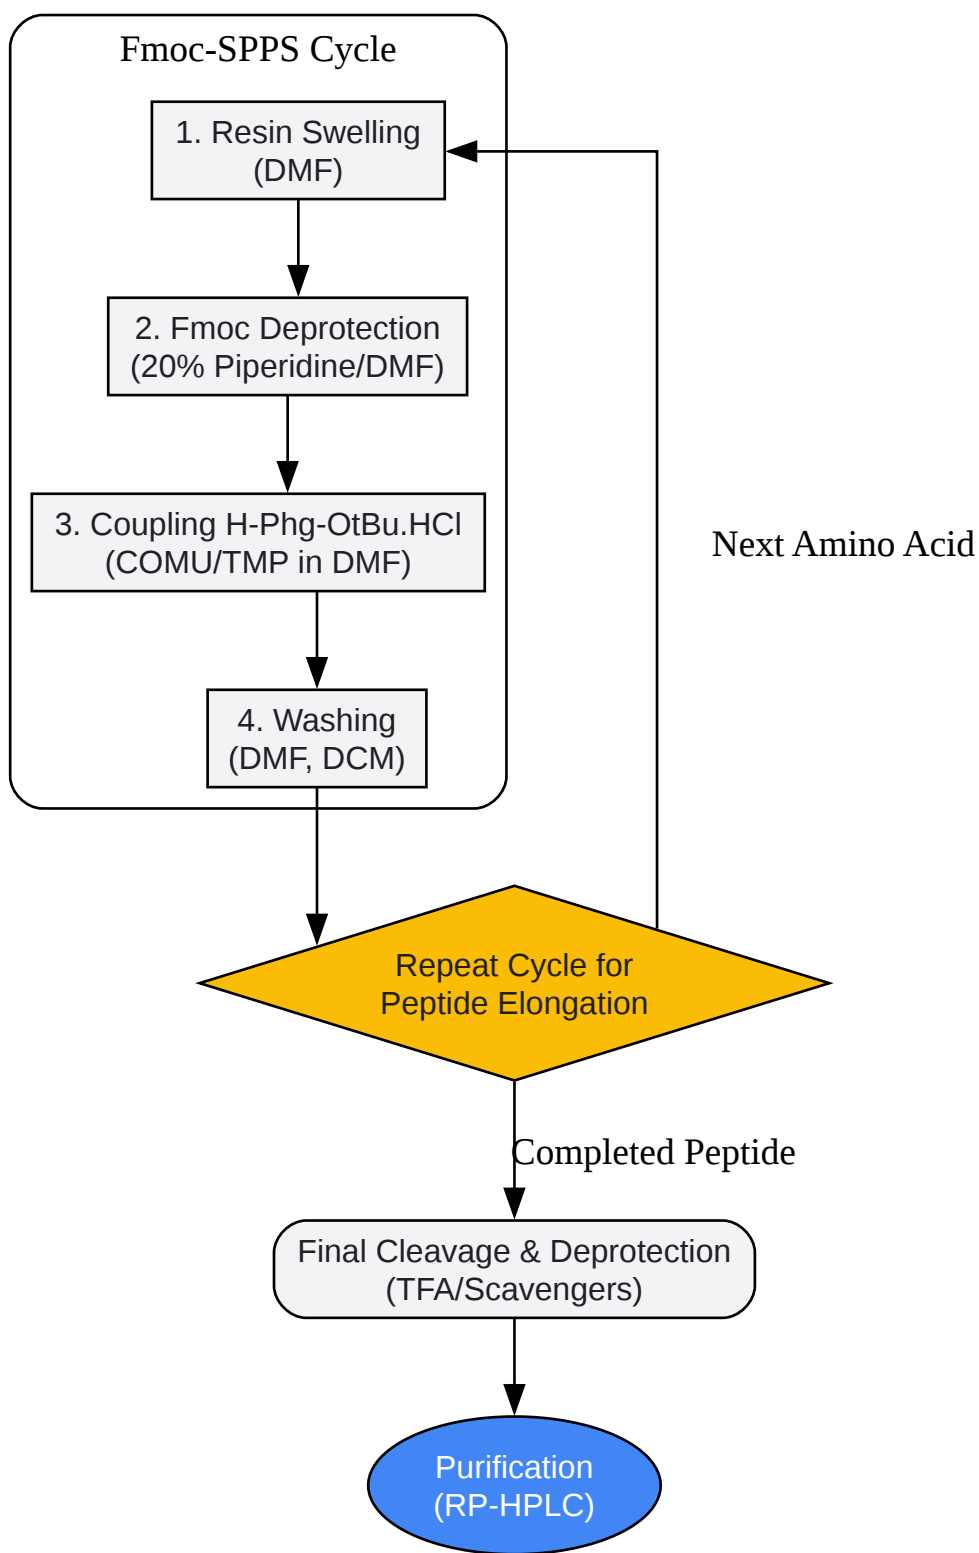 Fmoc-SPPS Cycle
1. Resin Swelling
(DMF)
2. Fmoc Deprotection
(20% Piperidine/DMF)
3. Coupling H-Phg-OtBu.HCl
(COMU/TMP in DMF)
Next Amino Acid
4. Washing
(DMF, DCM)
Repeat Cycle for
Peptide Elongation
Completed Peptide
Final Cleavage & Deprotection
(TFA/Scavengers)
Purification
(RP-HPLC)